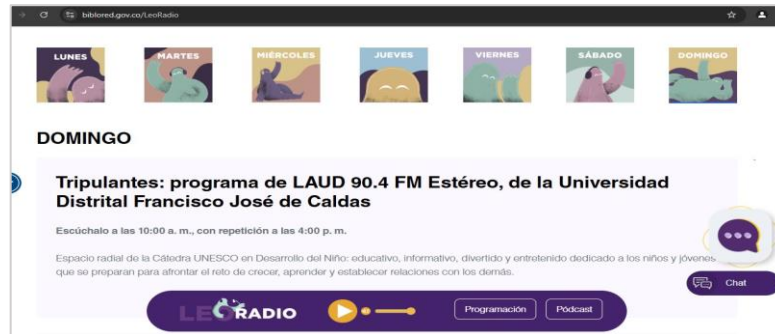 biblored.gov.co/LeoRadio
LUNES
MARTES
MIÉRCOLES
JUEVES
VIERNES
SÁBADO
DOMINGO
DOMINGO
Tripulantes: programa de LAUD 90.4 FM Estéreo, de la Universidad
Distrital Francisco José de Caldas
Escúchalo a las 10:00 a. m., con repetición a las 4:00 p. m.
Espacio radial de la Cátedra UNESCO en Desarrollo del Niño: educativo, informativo, divertido y entretenido dedicado a los niños y jóvenes
que se preparan para afrontar el reto de crecer, aprender y establecer relaciones con los demás.
Chat
LEO RADIO
Programación
Pódcast